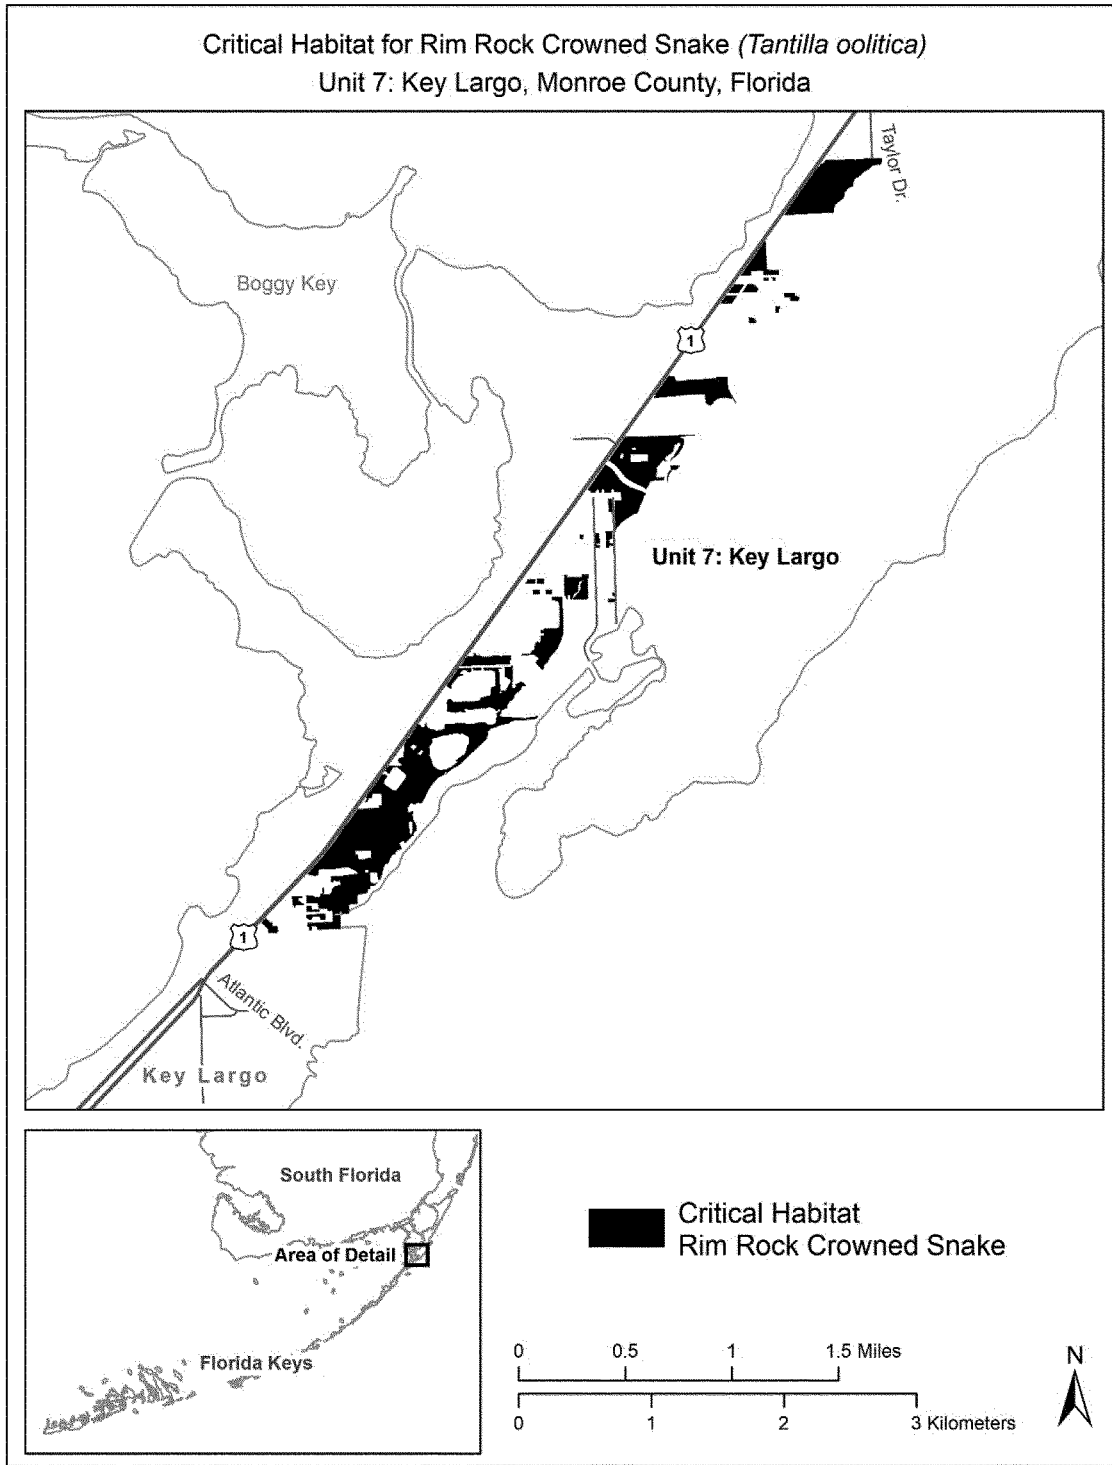 Critical Habitat for Rim Rock Crowned Snake (Tantilla oolitica)
Unit 7: Key Largo, Monroe County, Florida
Taylor Dr.
Boggy Key
1
Unit 7: Key Largo
1
Atlantic Blvd.
Key Largo
South Florida
Area of Detail
Florida Keys
Critical Habitat
Rim Rock Crowned Snake
0 0.5 1 1.5 Miles
0 1 2 3 Kilometers
N